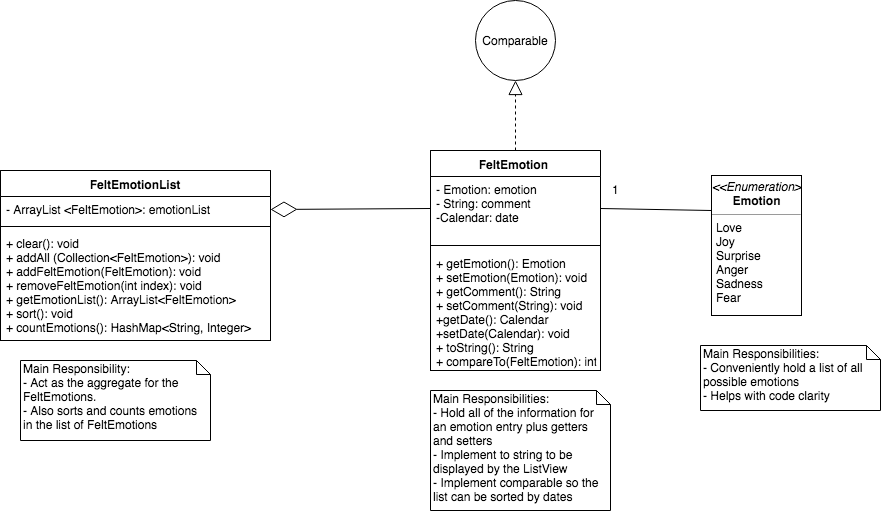 Comparable
FeltEmotionList
- ArrayList <FeltEmotion>: emotionList
+ clear(): void
+ addAll (Collection<FeltEmotion>): void
+ addFeltEmotion(FeltEmotion): void
+ removeFeltEmotion(int index): void
+ getEmotionList(): ArrayList<FeltEmotion>
+ sort(): void
+ countEmotions(): HashMap<String, Integer>
Main Responsibility:
- Act as the aggregate for the
FeltEmotions.
- Also sorts and counts emotions
in the list of FeltEmotions
FeltEmotion
- Emotion: emotion
- String: comment
-Calendar: date
+ getEmotion(): Emotion
+ setEmotion(Emotion): void
+ getComment(): String
+ setComment(String): void
+getDate(): Calendar
+setDate(Calendar): void
+ toString(): String
+ compareTo(FeltEmotion): int
Main Responsibilities:
- Hold all of the information for
an emotion entry plus getters
and setters
- Implement to string to be
displayed by the ListView
- Implement comparable so the
list can be sorted by dates
1
<<Enumeration>
Emotion
Love
Joy
Surprise
Anger
Sadness
Fear
Main Responsibilities:
- Conveniently hold a list of all
possible emotions
- Helps with code clarity